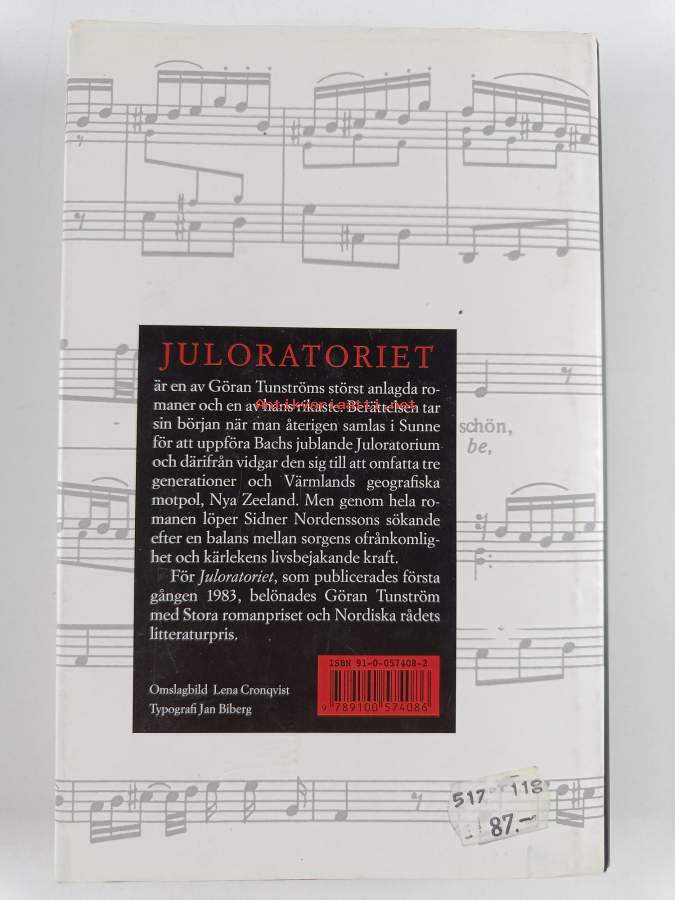 JULORATORIET
är en av Göran Tunströms störst anlagda ro-
maner och en av hans rikaste. Berättelsen tar
antikvariaatti.net
sin början när man återigen samlas i Sunne
för att uppföra Bachs jublande Juloratorium
och därifrån vidgar den sig till att omfatta tre
generationer och Värmlands geografiska
motpol, Nya Zeeland. Men genom hela ro-
manen löper Sidner Nordenssons sökande
efter en balans mellan sorgens ofrånkomlig-
het och kärlekens livsbejakande kraft.
För Juloratoriet, som publicerades första
gången 1983, belönades Göran Tunström
med Stora romanpriset och Nordiska rådets
litteraturpris.
Omslagbild Lena Cronqvist
Typografi Jan Biberg
ISBN 91-0-057408-2
9 789100 574086
schön,
be,
517 118
87.-